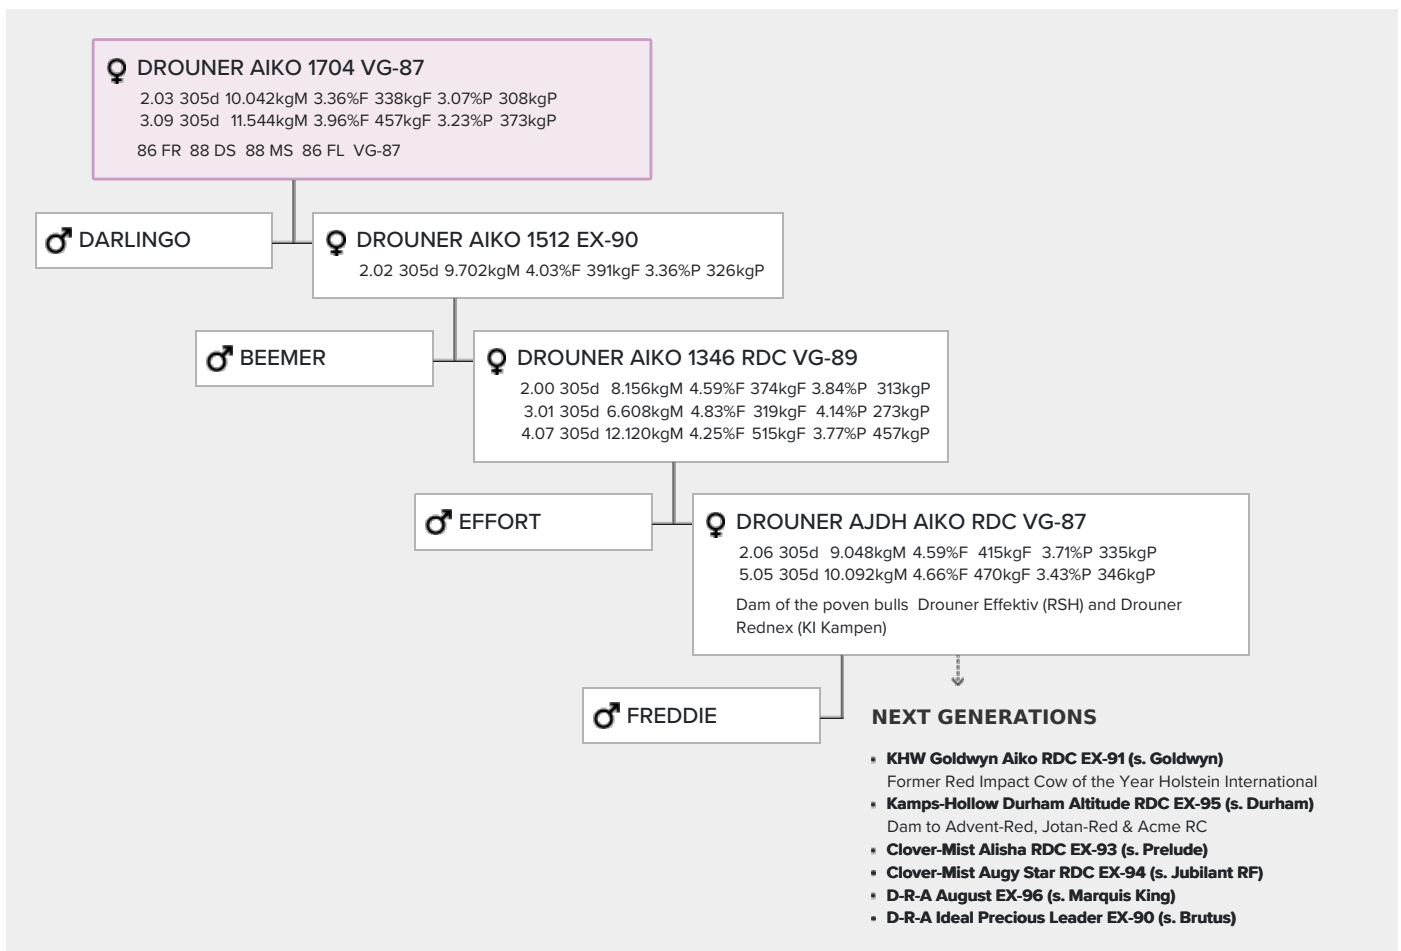 DROUNER AIKO 1704 VG-87
2.03 305d 10.042kgM 3.36%F 338kgF 3.07%P 308kgP
3.09 305d 11.544kgM 3.96%F 457kgF 3.23%P 373kgP
86 FR 88 DS 88 MS 86 FL VG-87
DARLINGO
DROUNER AIKO 1512 EX-90
2.02 305d 9.702kgM 4.03%F 391kgF 3.36%P 326kgP
BEEMER
DROUNER AIKO 1346 RDC VG-89
2.00 305d 8.156kgM 4.59%F 374kgF 3.84%P 313kgP
3.01 305d 6.608kgM 4.83%F 319kgF 4.14%P 273kgP
4.07 305d 12.120kgM 4.25%F 515kgF 3.77%P 457kgP
EFFORT
DROUNER AJDH AIKO RDC VG-87
2.06 305d 9.048kgM 4.59%F 415kgF 3.71%P 335kgP
5.05 305d 10.092kgM 4.66%F 470kgF 3.43%P 346kgP
Dam of the poven bulls Drouner Effektiv (RSH) and Drouner
Rednex (KI Kampen)
FREDDIE
NEXT GENERATIONS
KHW Goldwyn Aiko RDC EX-91 (s. Goldwyn)
Former Red Impact Cow of the Year Holstein International
Kamps-Hollow Durham Altitude RDC EX-95 (s. Durham)
Dam to Advent-Red, Jotan-Red & Acme RC
Clover-Mist Alisha RDC EX-93 (s. Prelude)
Clover-Mist Augy Star RDC EX-94 (s. Jubilant RF)
D-R-A August EX-96 (s. Marquis King)
D-R-A Ideal Precious Leader EX-90 (s. Brutus)